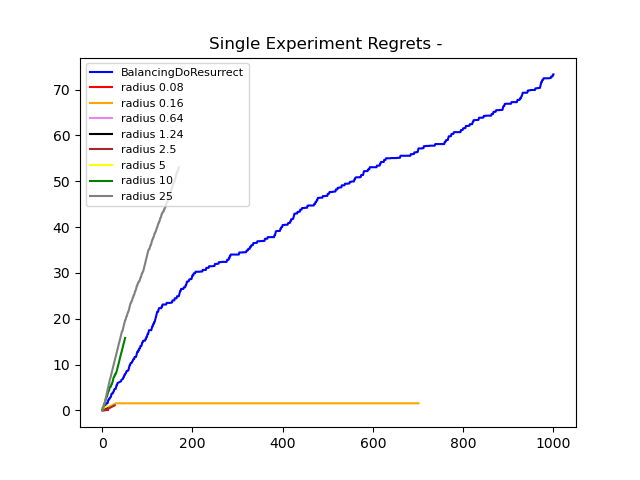 Single Experiment Regrets -
BalancingDoResurrect
radius 0.08
radius 0.16
radius 0.64
radius 1.24
radius 2.5
radius 5
radius 10
radius 25
70
60
50
40
30
20
10
0
0 200 400 600 800 1000